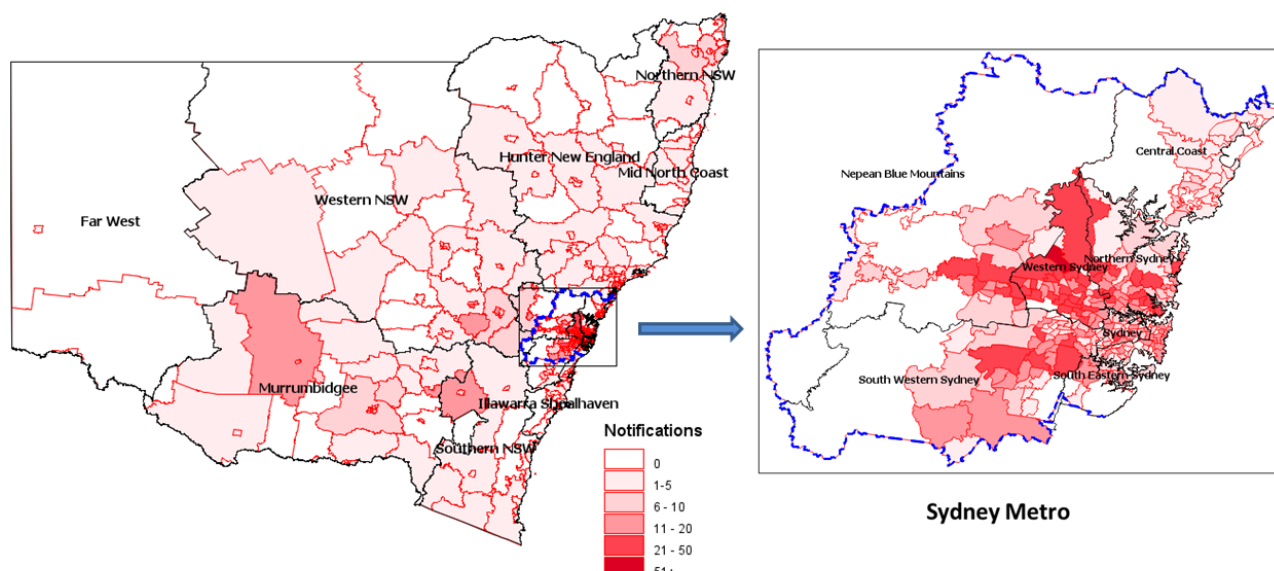 Northern NSW
Hunter New England
Mid North Coast
Western NSW
Far West
Murrumbidgee
Illawarra Shoalhaven
Southern NSW
Notifications
0
1-5
6 - 10
11 - 20
21 - 50
51+
Central Coast
Nepean Blue Mountains
Northern Sydney
Western Sydney
Sydney
South Western Sydney
South Eastern Sydney
Sydney Metro